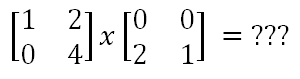 [1 2 0 4] x [0 0 2 1] = ???